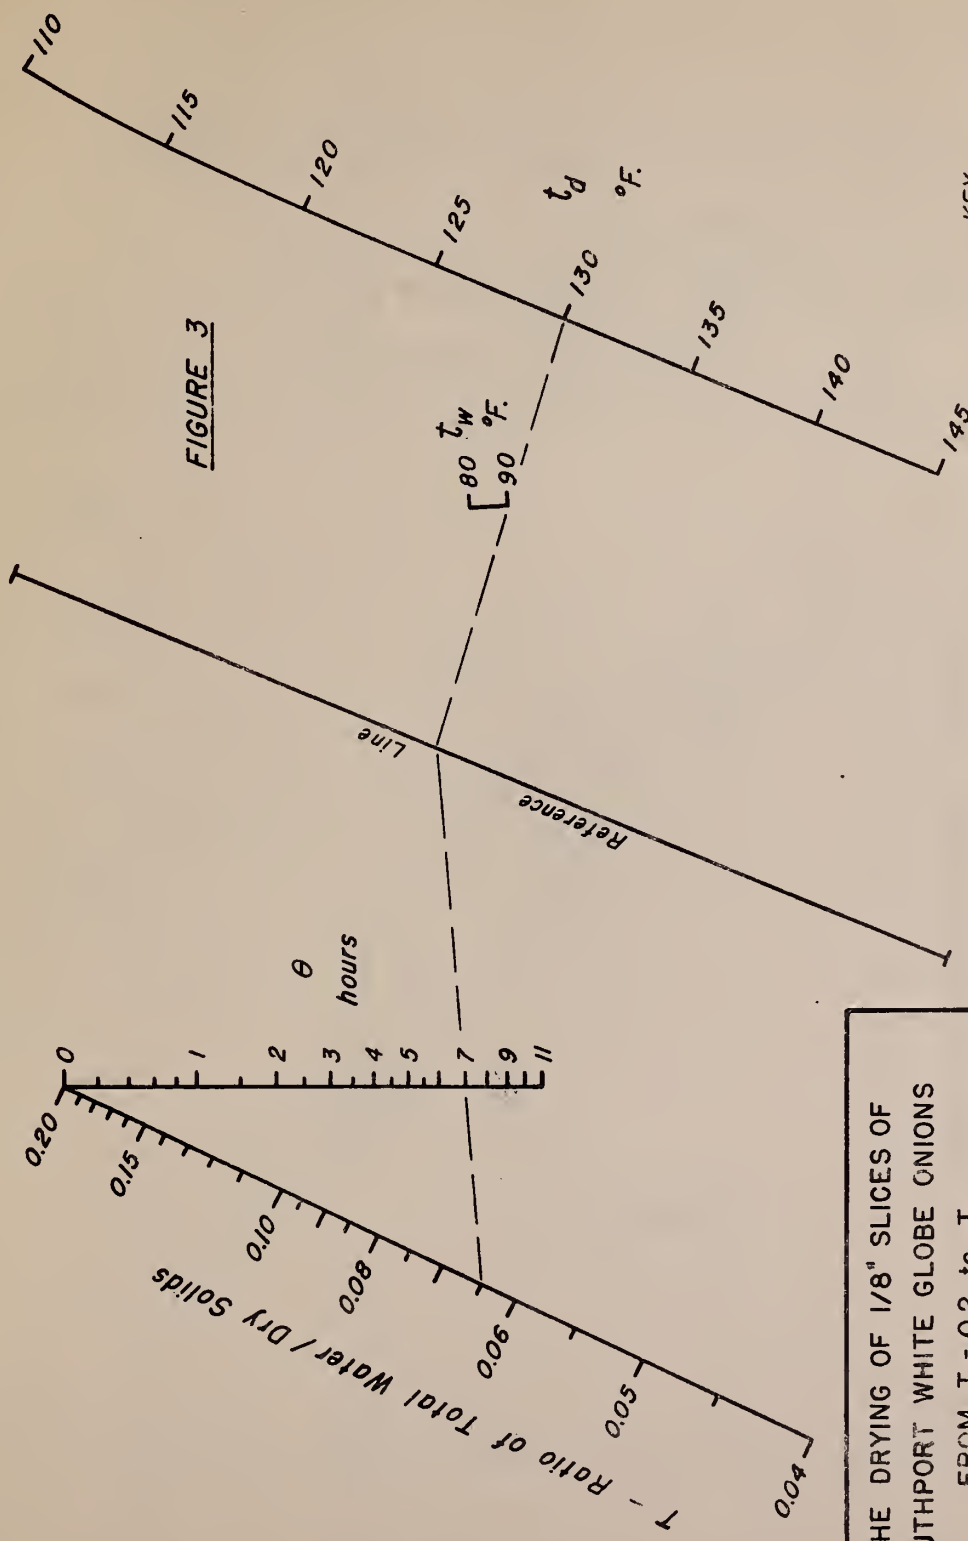 FIGURE 3
110
115
120
125
130
135
140
145
t_d
°F.
80
90
t_w
°F.
Line
Reference
θ
hours
0
1
2
3
4
5
7
9
11
0.20
0.15
0.10
0.08
0.06
0.05
0.04
T - Ratio of Total Water / Dry Solids
HE DRYING OF 1/8" SLICES OF
UTHPORT WHITE GLOBE ONIONS